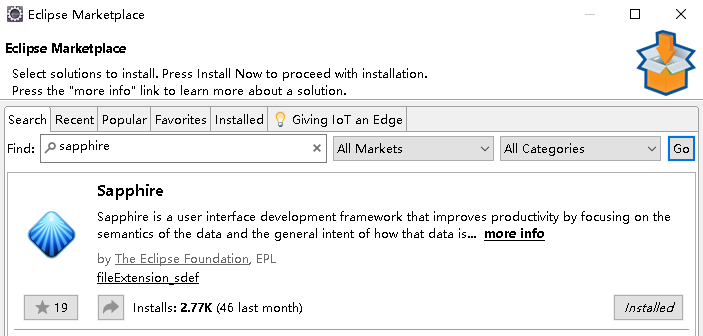 Eclipse Marketplace
Eclipse Marketplace
Select solutions to install. Press Install Now to proceed with installation.
Press the "more info" link to learn more about a solution.
Search Recent Popular Favorites Installed Giving IoT an Edge
Find: sapphire All Markets All Categories Go
Sapphire
Sapphire is a user interface development framework that improves productivity by focusing on the
semantics of the data and the general intent of how that data is... more info
by The Eclipse Foundation, EPL
fileExtension_sdef
19 Installs: 2.77K (46 last month) Installed